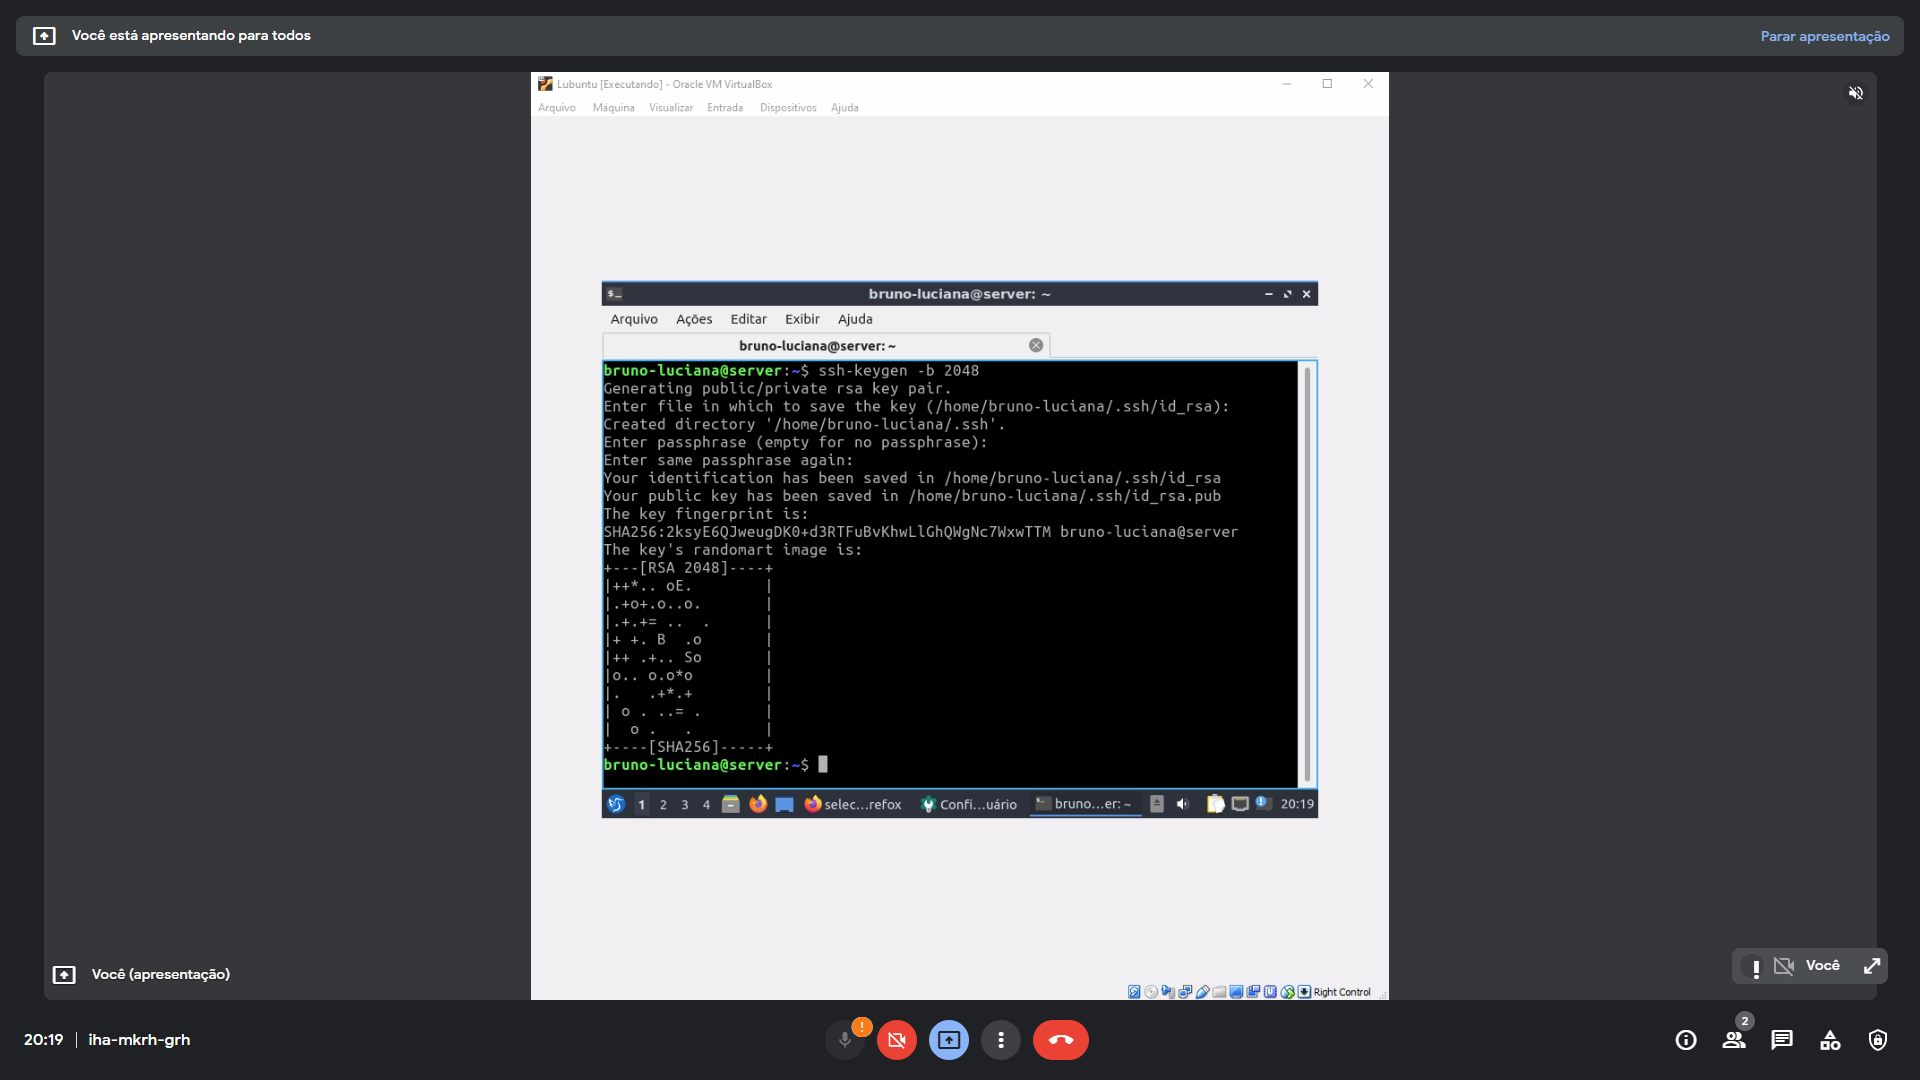 Você está apresentando para todos
Parar apresentação
Lubuntu [Executando] - Oracle VM VirtualBox
Arquivo Máquina Visualizar Entrada Dispositivos Ajuda
bruno-luciana@server: ~
Arquivo Ações Editar Exibir Ajuda
bruno-luciana@server: ~
bruno-luciana@server:~$ ssh-keygen -b 2048
Generating public/private rsa key pair.
Enter file in which to save the key (/home/bruno-luciana/.ssh/id_rsa):
Created directory '/home/bruno-luciana/.ssh'.
Enter passphrase (empty for no passphrase):
Enter same passphrase again:
Your identification has been saved in /home/bruno-luciana/.ssh/id_rsa
Your public key has been saved in /home/bruno-luciana/.ssh/id_rsa.pub
The key fingerprint is:
SHA256:2ksyE6QJweugDK0+d3RTFuBvKhwLlGhQWgNc7WxwTTM bruno-luciana@server
The key's randomart image is:
+---[RSA 2048]----+
|++*.. oE.        |
|.+o+.o..o.       |
|.+.+= ..  .      |
|+ +. B  .o       |
|++ .+.. So       |
|o.. o.o*o        |
|.   .+*.+        |
| o . ..= .       |
|  o .   .        |
+----[SHA256]-----+
bruno-luciana@server:~$
1 2 3 4 selec...refox Confi...uário bruno...er: ~ 20:19
Right Control
Você (apresentação)
Você
20:19 | iha-mkrh-grh
2